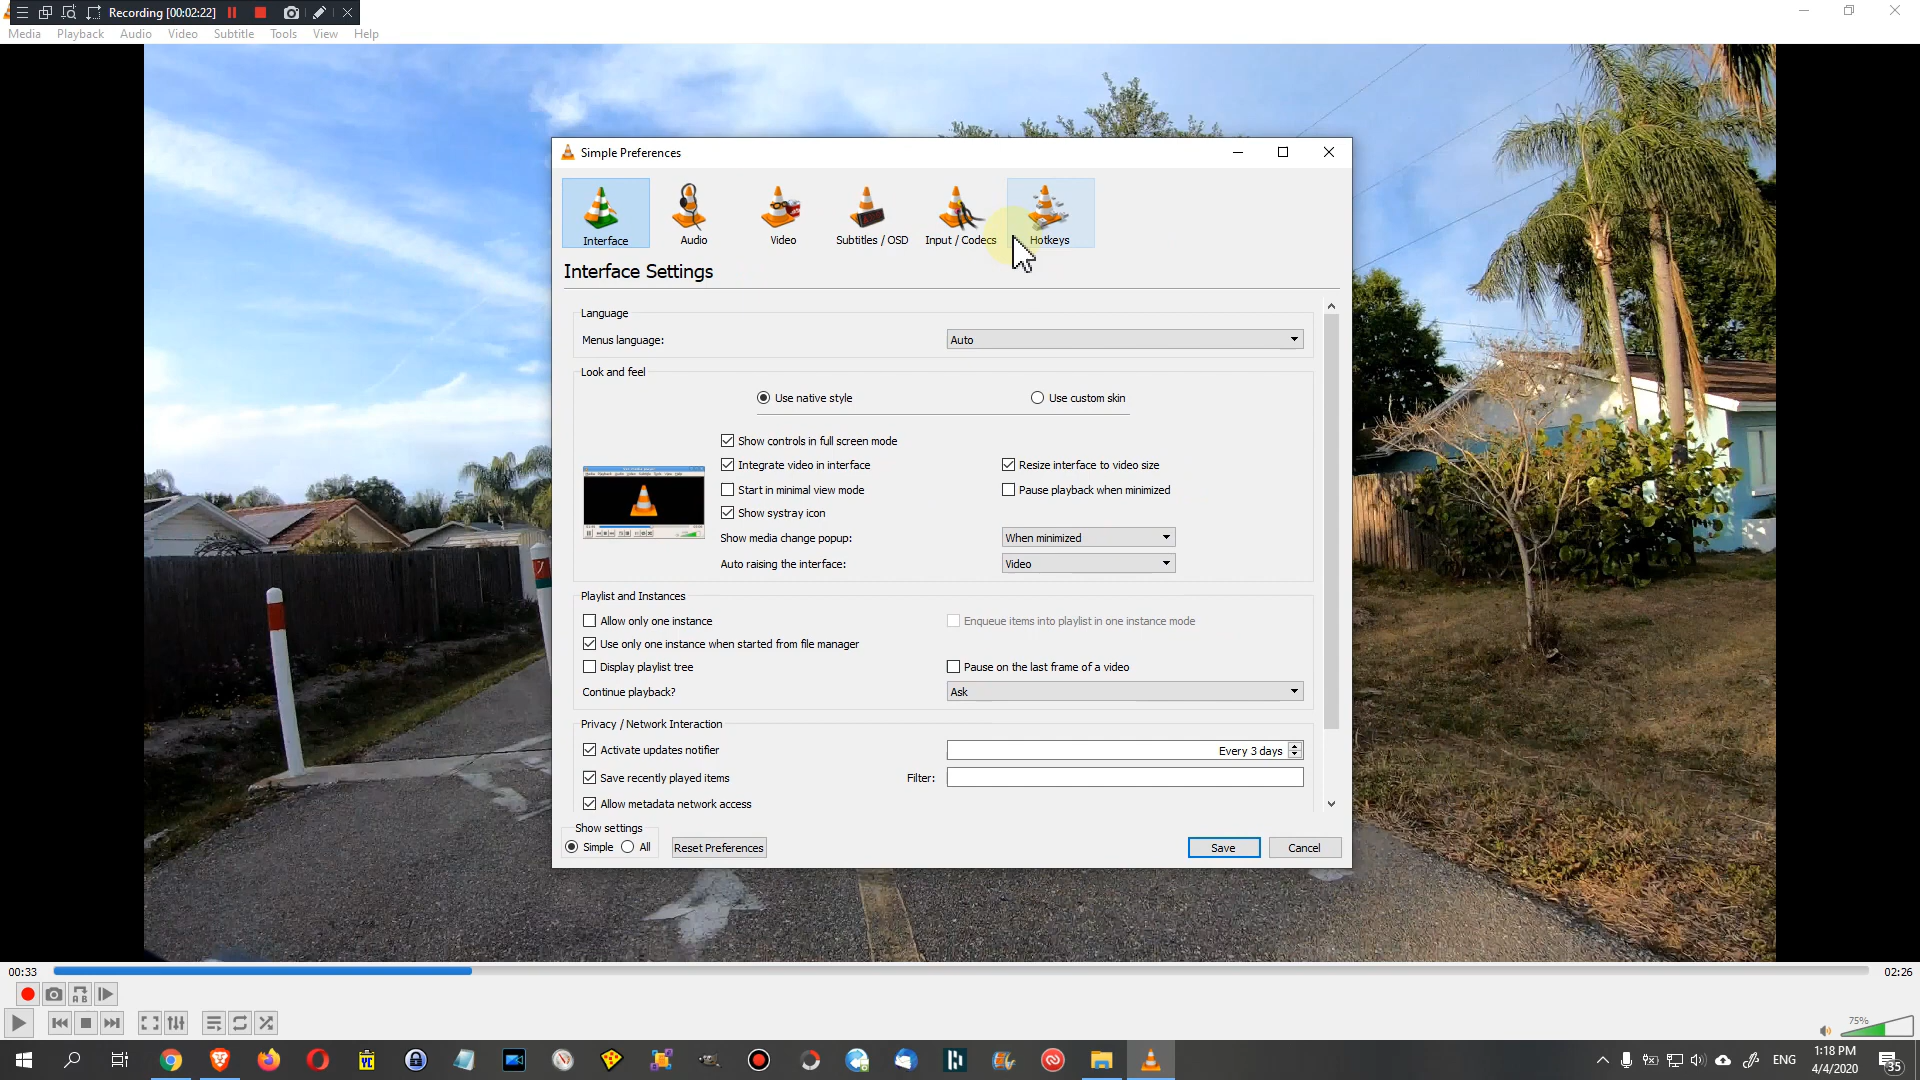 Recording [00:02:22]
Media Playback Audio Video Subtitle Tools View Help
Simple Preferences
Interface Audio Video Subtitles / OSD Input / Codecs Hotkeys
Interface Settings
Language
Menus language: Auto
Look and feel
Use native style Use custom skin
Show controls in full screen mode
Integrate video in interface Resize interface to video size
Start in minimal view mode Pause playback when minimized
Show systray icon
Show media change popup: When minimized
Auto raising the interface: Video
Playlist and Instances
Allow only one instance Enqueue items into playlist in one instance mode
Use only one instance when started from file manager
Display playlist tree Pause on the last frame of a video
Continue playback? Ask
Privacy / Network Interaction
Activate updates notifier Every 3 days
Save recently played items Filter:
Allow metadata network access
Show settings
Simple All Reset Preferences Save Cancel
00:33 02:26
A B
75%
ENG
1:18 PM
4/4/2020
35